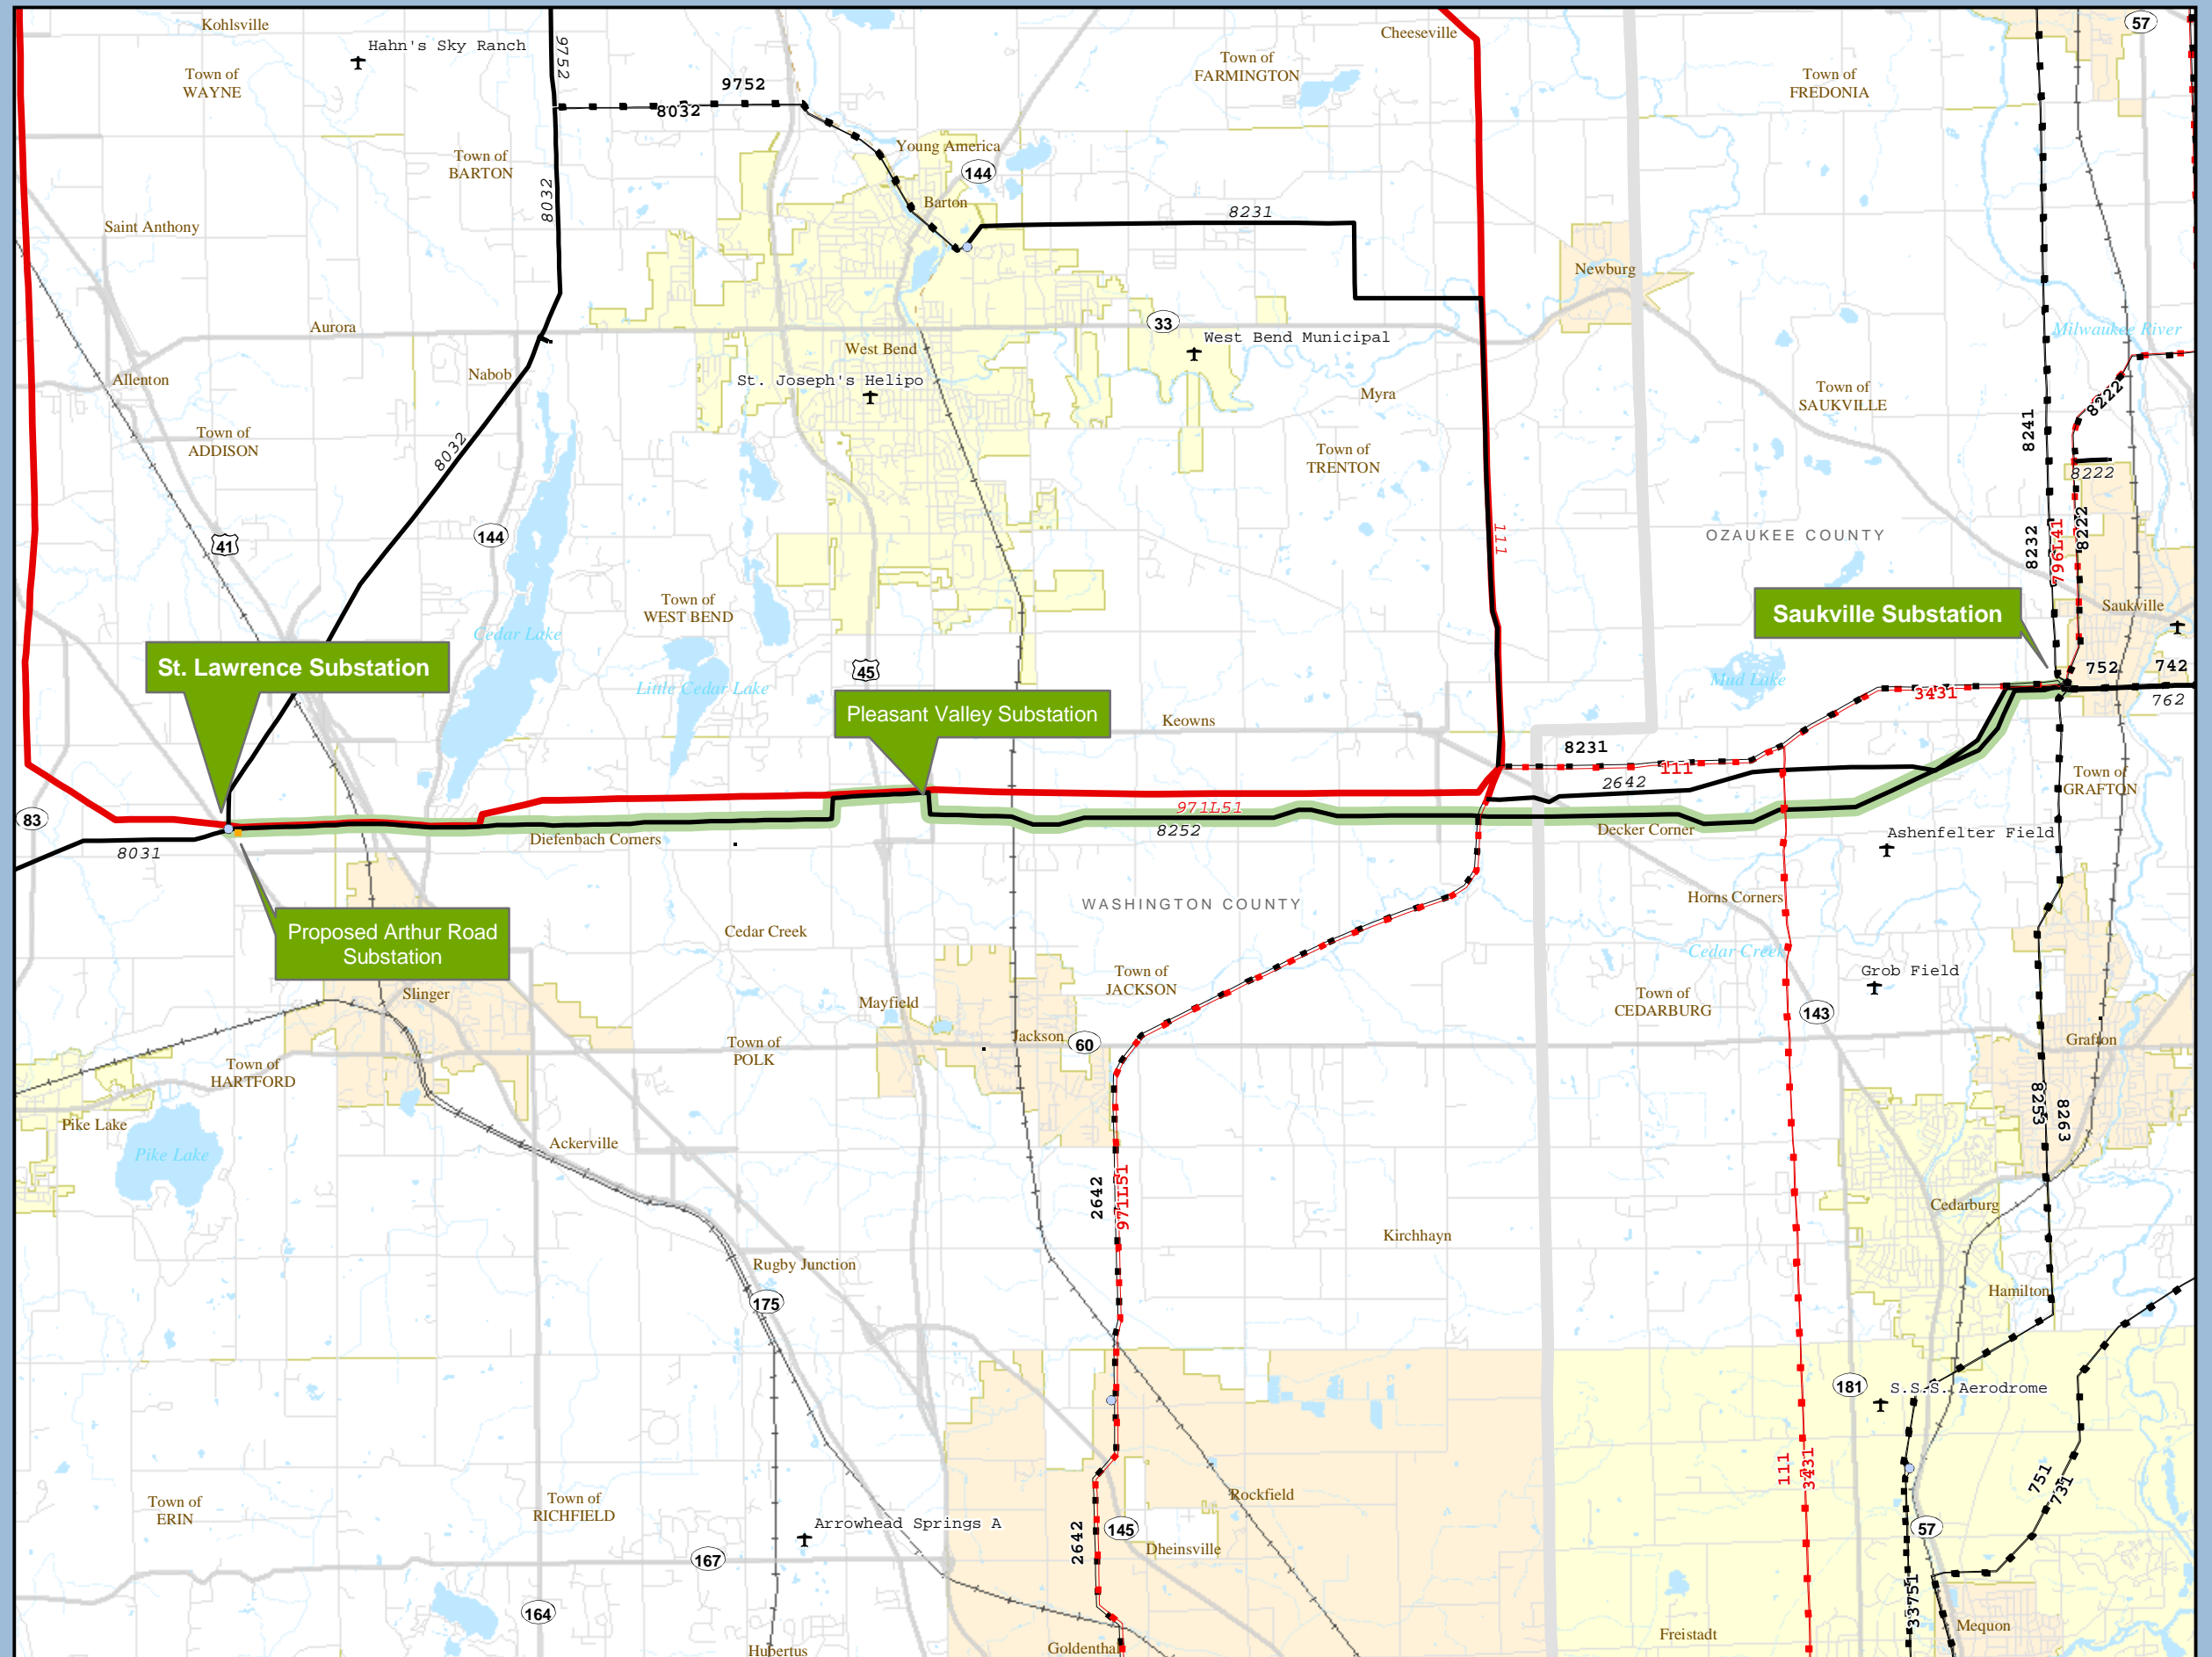 Kohlsville
Hahn's Sky Ranch
9752
Cheeseville
57
Town of
WAYNE
9752
8032
Town of
FARMINGTON
Town of
FREDONIA
Town of
BARTON
8032
Young America
144
Barton
8231
Saint Anthony
Newburg
Aurora
33
West Bend Municipal
Milwaukee River
West Bend
Allenton
Nabob
St. Joseph's Helipo
Myra
Town of
SAUKVILLE
8222
Town of
ADDISON
8032
Town of
TRENTON
8241
8222
41
144
111
OZAUKEE COUNTY
8232
796L41
8222
Town of
WEST BEND
Saukville Substation
Saukville
Cedar Lake
St. Lawrence Substation
45
Little Cedar Lake
Mud Lake
752
742
Pleasant Valley Substation
Keowns
3431
762
8231
111
2642
Town of
GRAFTON
83
971L51
8252
8031
Diefenbach Corners
Decker Corner
Ashenfelter Field
WASHINGTON COUNTY
Horns Corners
Proposed Arthur Road
Substation
Cedar Creek
Cedar Creek
Slinger
Mayfield
Town of
JACKSON
Grob Field
Town of
CEDARBURG
143
Jackson
60
Grafton
Town of
POLK
Town of
HARTFORD
8253
8263
Pike Lake
Pike Lake
Ackerville
2642
971L51
Cedarburg
Kirchhayn
Rugby Junction
175
Hamilton
181
S.S.S. Aerodrome
111
3431
751
731
Town of
ERIN
Town of
RICHFIELD
Rockfield
Arrowhead Springs A
145
57
2642
Dheinsville
167
164
33751
Mequon
Freistadt
Hubertus
Goldenthal